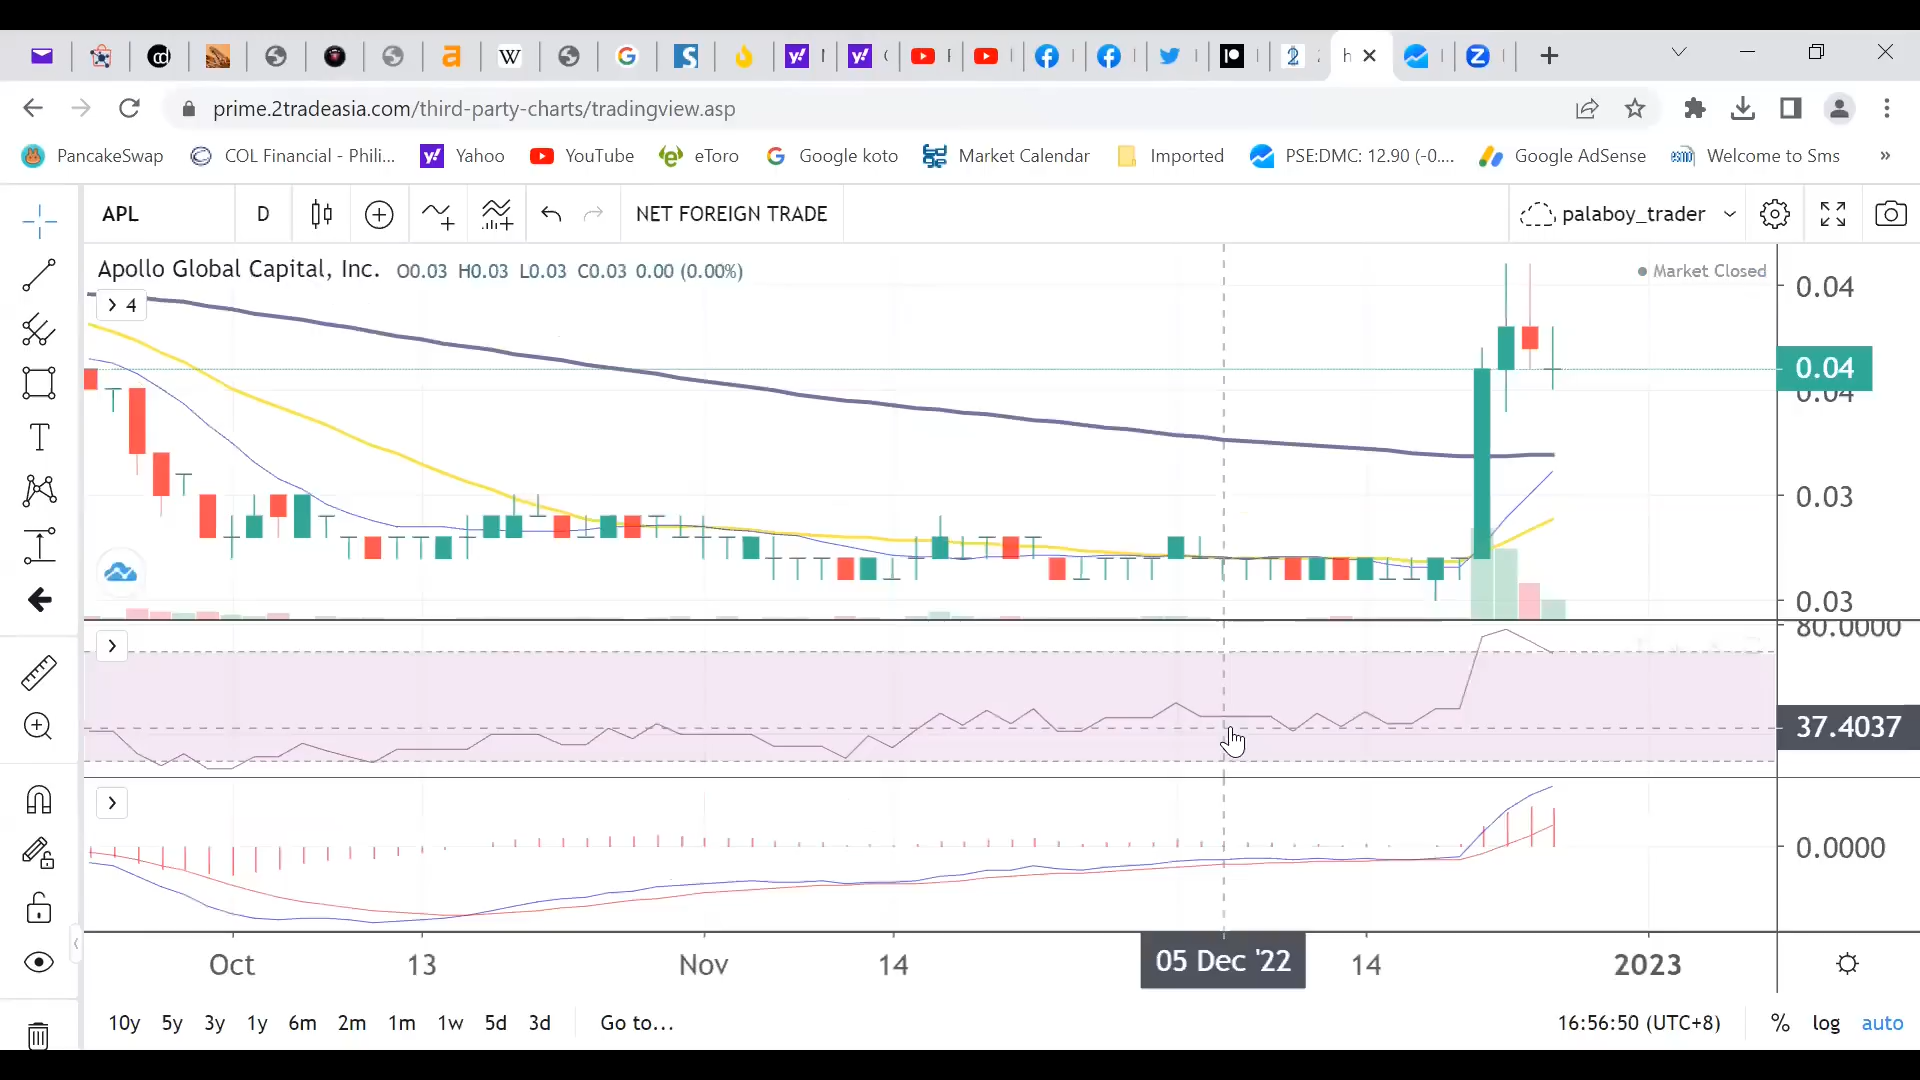 prime.2tradeasia.com/third-party-charts/tradingview.asp
PancakeSwap COL Financial - Phili... Yahoo YouTube eToro Google koto Market Calendar Imported PSE:DMC: 12.90 (-0.... Google AdSense Welcome to Sms »
APL D NET FOREIGN TRADE palaboy_trader
Apollo Global Capital, Inc. O0.03 H0.03 L0.03 C0.03 0.00 (0.00%) Market Closed
4
0.04
0.04
0.04
0.03
0.03
80.0000
37.4037
0.0000
Oct 13 Nov 14 05 Dec '22 14 2023
10y 5y 3y 1y 6m 2m 1m 1w 5d 3d Go to... 16:56:50 (UTC+8) % log auto